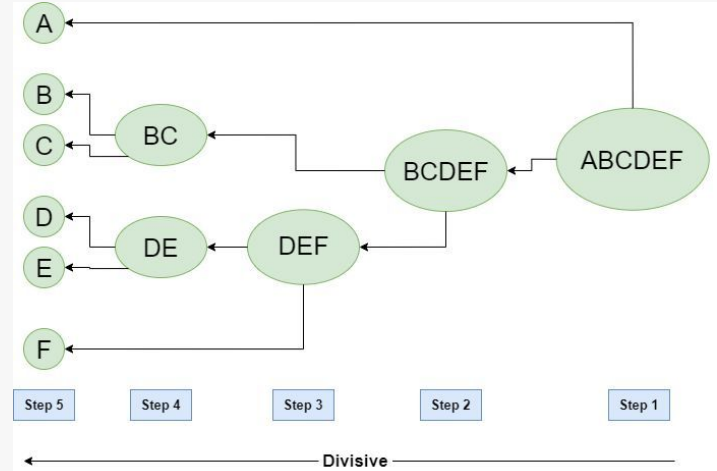 A
B
C
BC
BCDEF
ABCDEF
D
E
DE
DEF
F
Step 5
Step 4
Step 3
Step 2
Step 1
Divisive